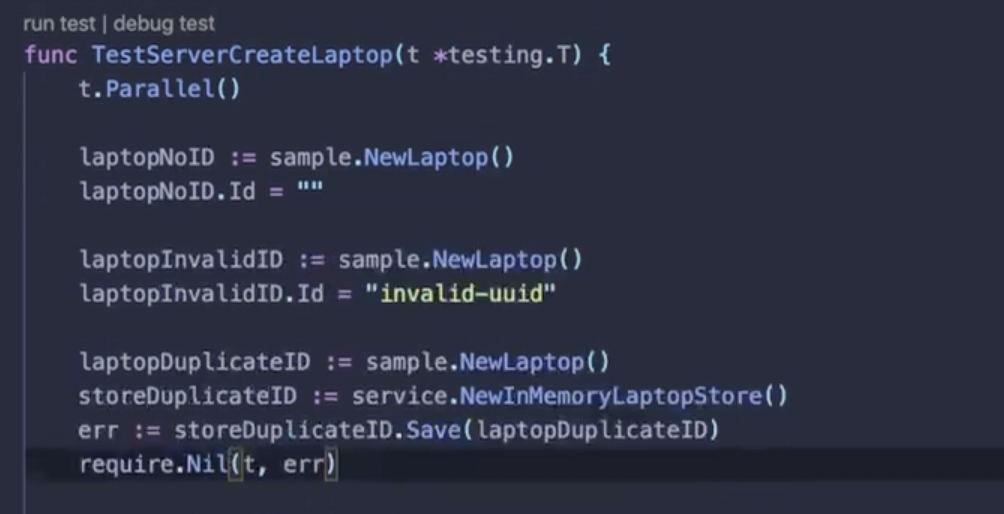 run test | debug test
func TestServerCreateLaptop(t *testing.T) {
t.Parallel()
laptopNoID := sample.NewLaptop()
laptopNoID.Id = ""
laptopInvalidID := sample.NewLaptop()
laptopInvalidID.Id = "invalid-uuid"
laptopDuplicateID := sample.NewLaptop()
storeDuplicateID := service.NewInMemoryLaptopStore()
err := storeDuplicateID.Save(laptopDuplicateID)
require.Nil(t, err)